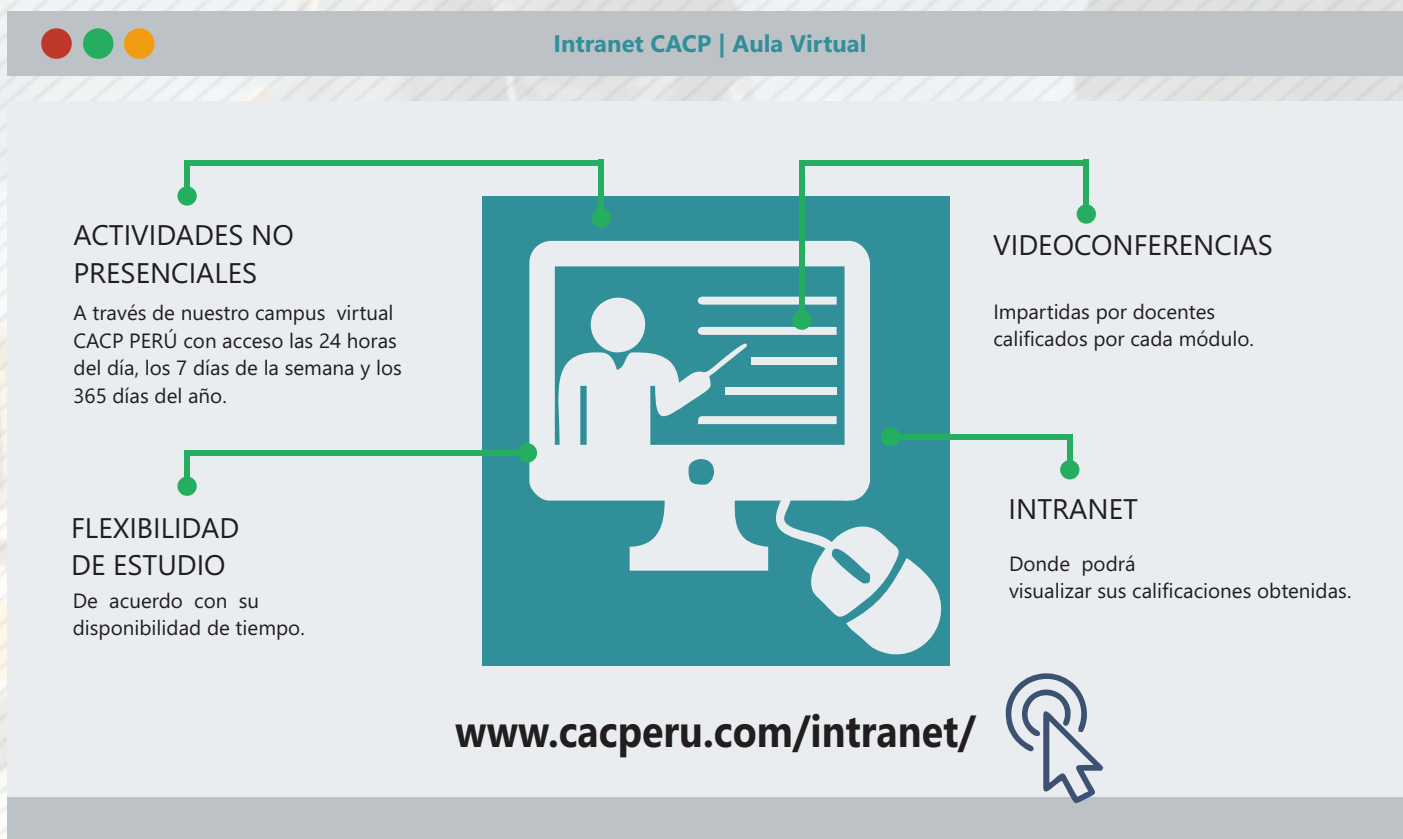 Intranet CACP | Aula Virtual
ACTIVIDADES NO
PRESENCIALES
A través de nuestro campus virtual
CACP PERÚ con acceso las 24 horas
del día, los 7 días de la semana y los
365 días del año.
VIDEOCONFERENCIAS
Impartidas por docentes
calificados por cada módulo.
FLEXIBILIDAD
DE ESTUDIO
De acuerdo con su
disponibilidad de tiempo.
INTRANET
Donde podrá
visualizar sus calificaciones obtenidas.
www.cacperu.com/intranet/